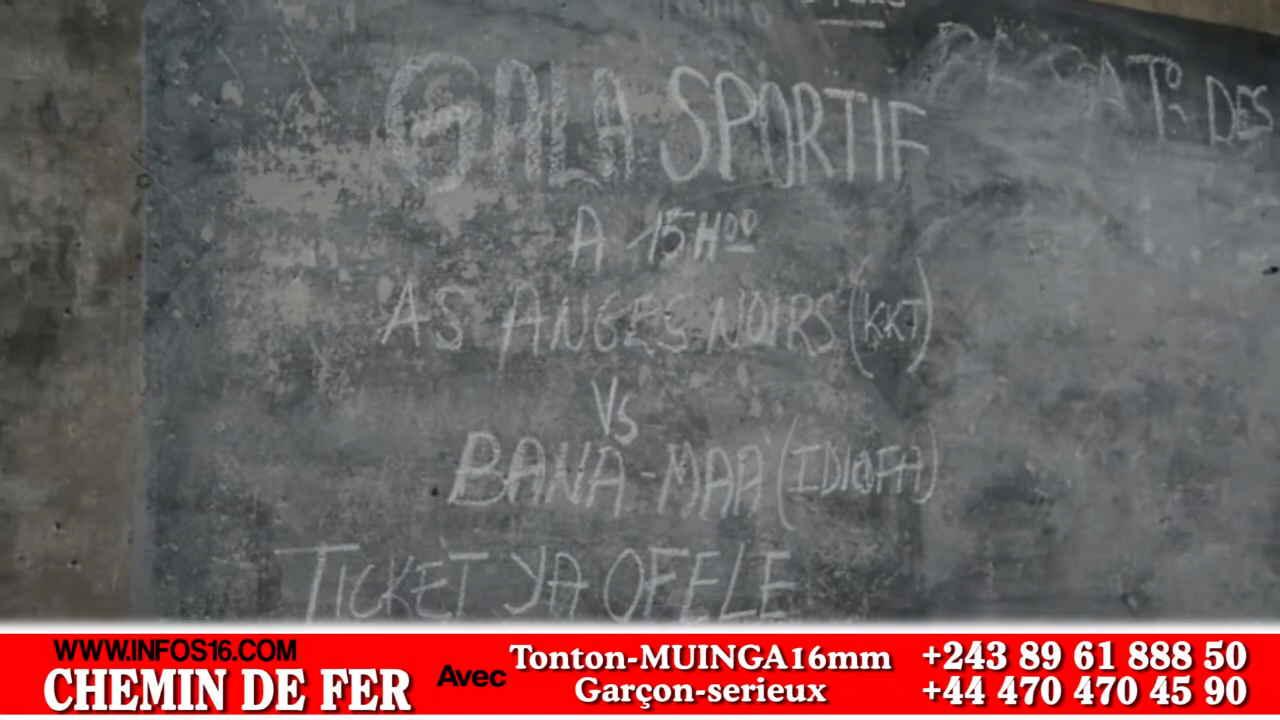 GALA SPORTIF
A 15H00
AS ANGES NOIRS (KKT)
VS
BANA-MAA (IDIOFA)
TICKET YA OFELE
DES
WWW.INFOS16.COM
CHEMIN DE FER
Avec
Tonton-MUINGA16mm
Garçon-serieux
+243 89 61 888 50
+44 470 470 45 90